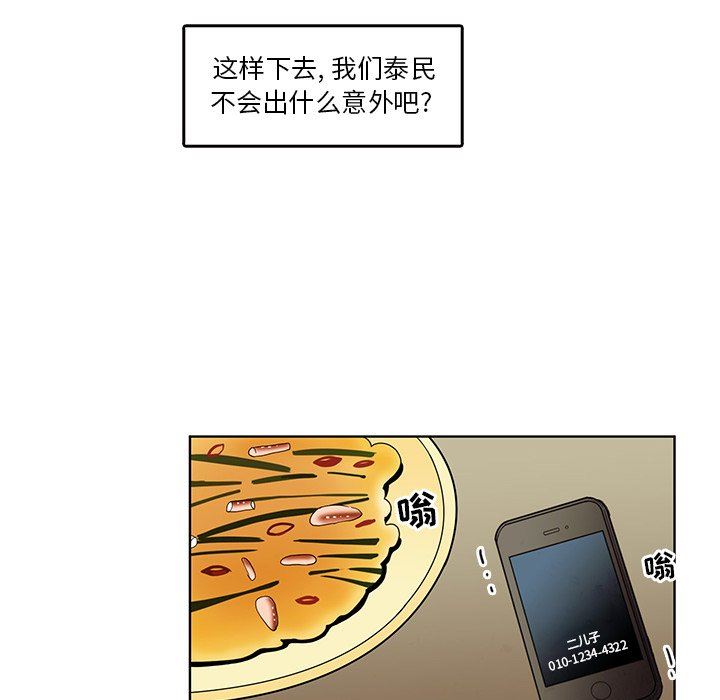 这样下去, 我们泰民
不会出什么意外吧?
嗡
嗡
二儿子
010-1234-4322